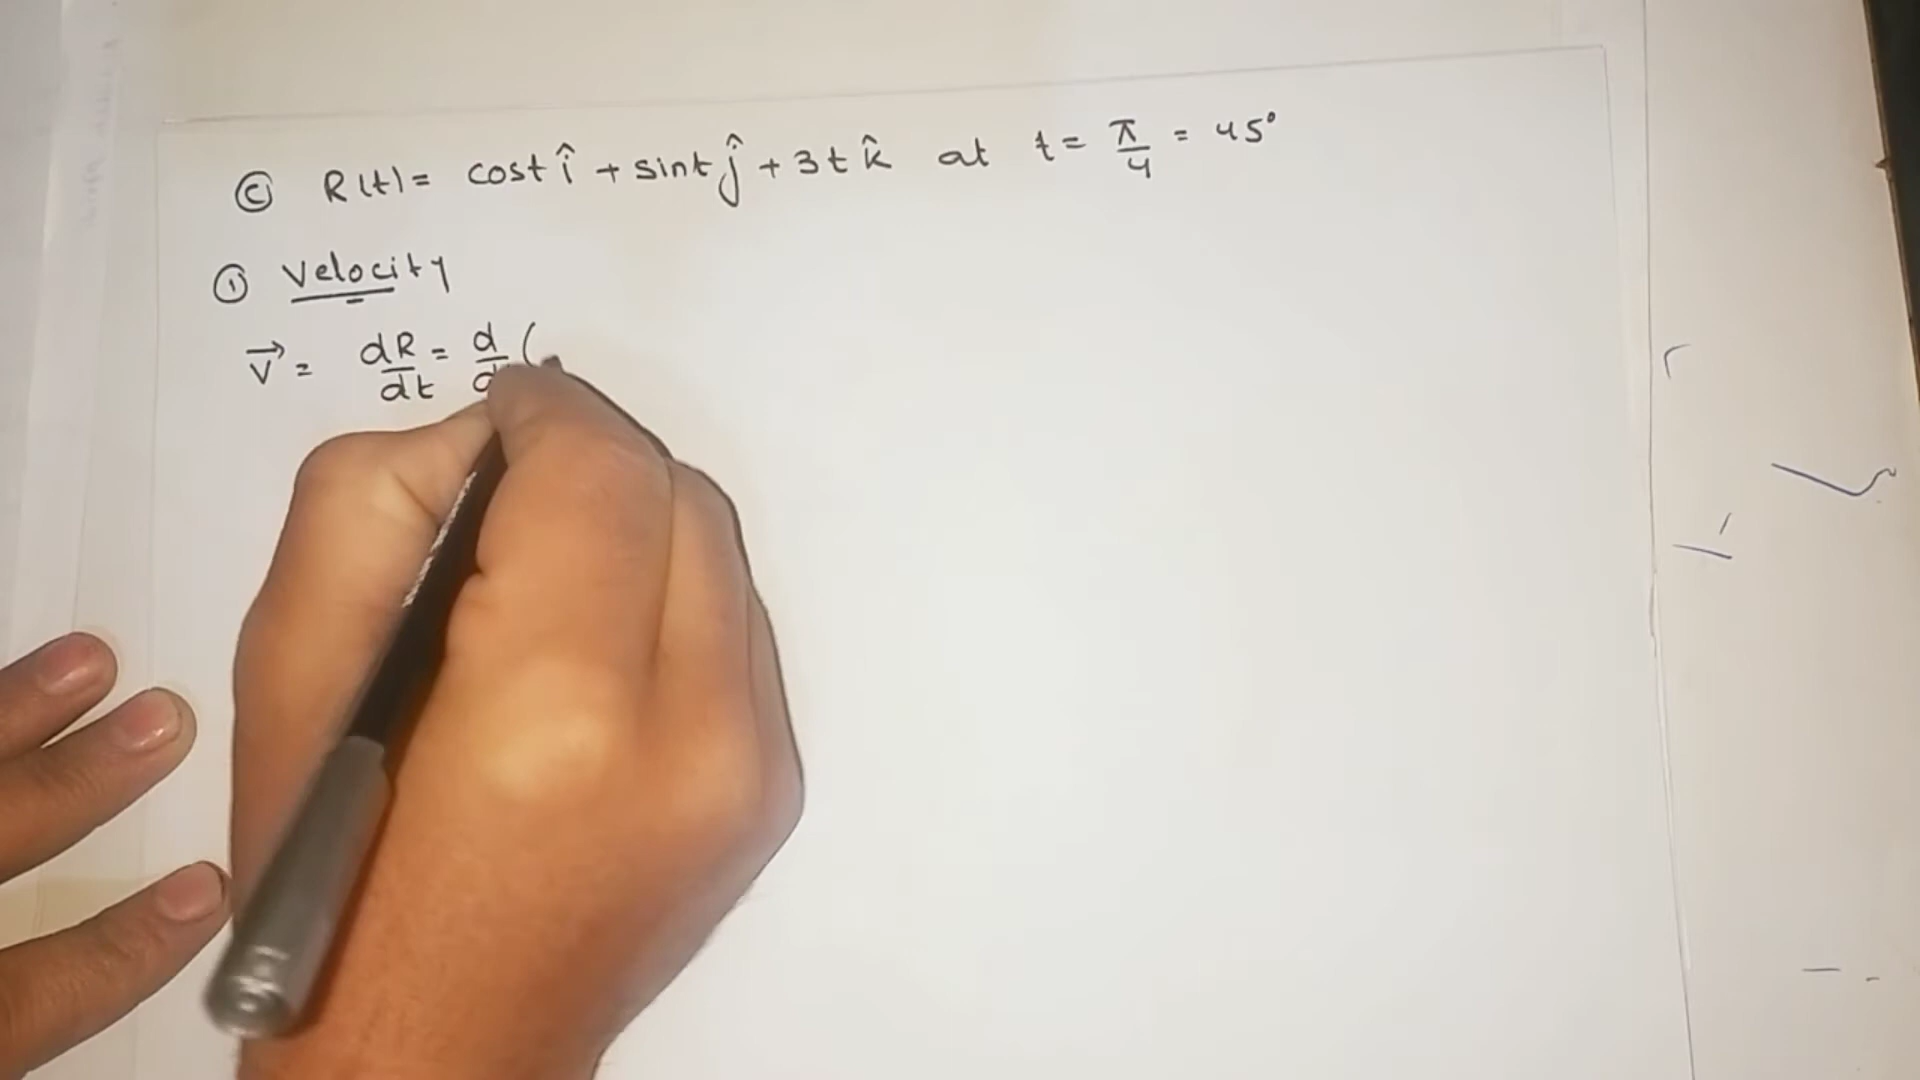 ⓒ R(t) = cost î + sint ĵ + 3t k̂ at t = π/4 = 45°
① Velocity
V⃗ = dR/dt = d/d (